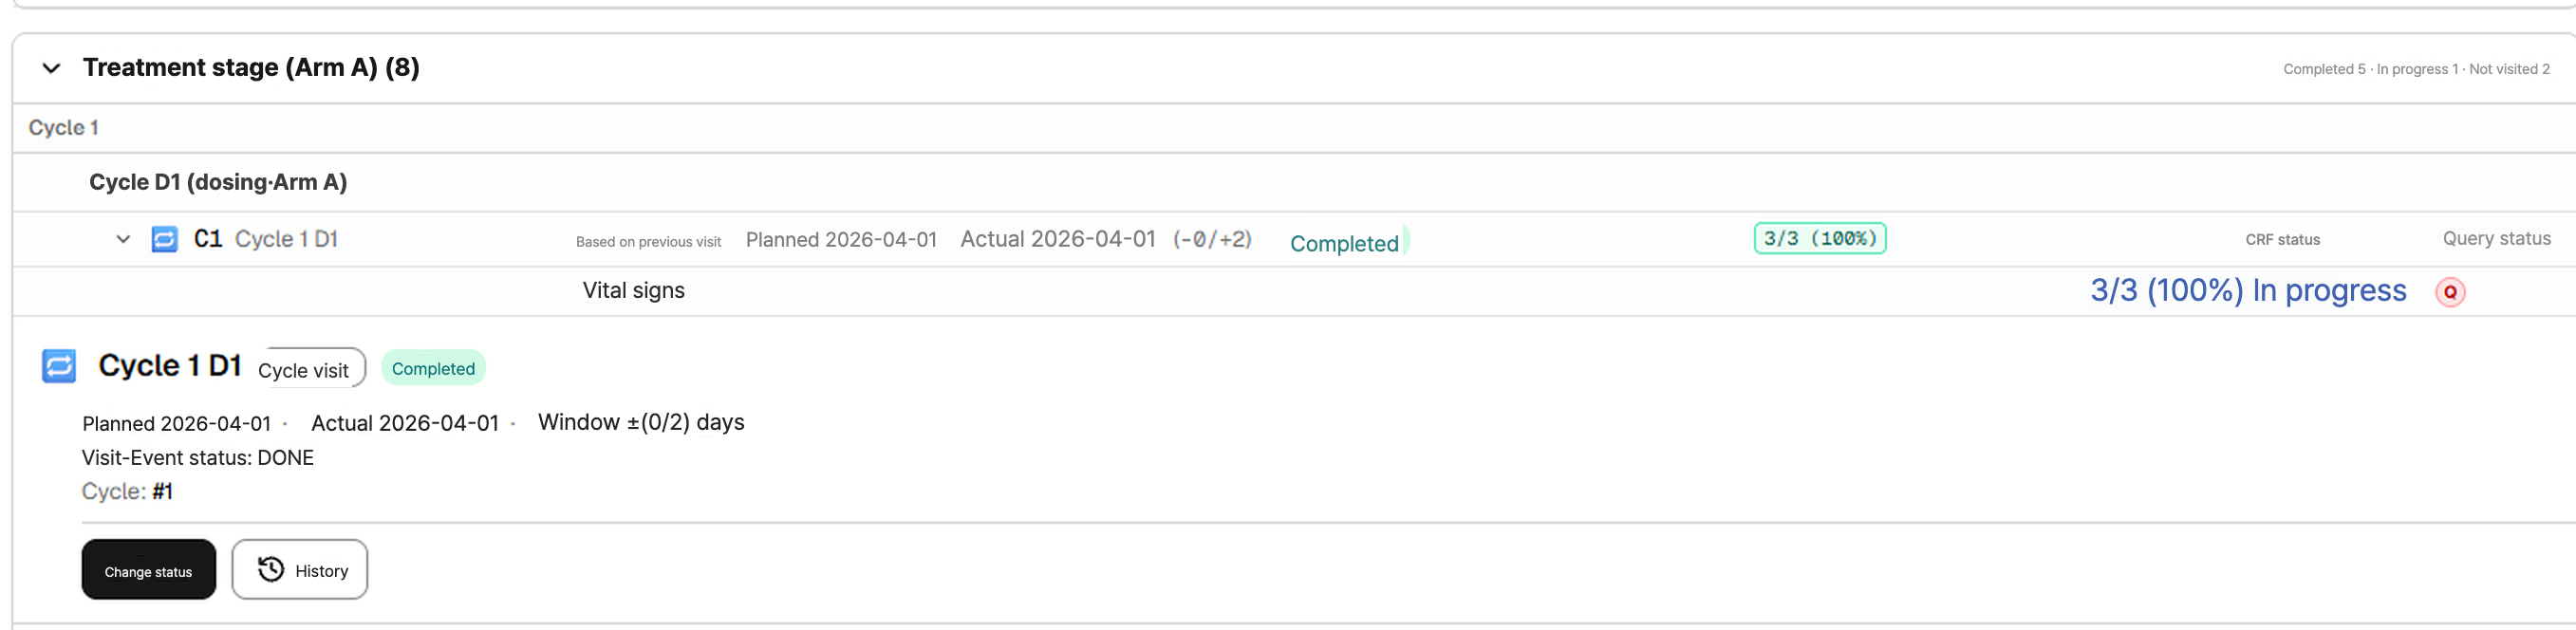 Treatment stage (Arm A) (8) Completed 5 · In progress 1 · Not visited 2
Cycle 1
Cycle D1 (dosing·Arm A)
C1 Cycle 1 D1 Based on previous visit Planned 2026-04-01 Actual 2026-04-01 (-0/+2) Completed 3/3 (100%) CRF status Query status
Vital signs 3/3 (100%) In progress Q
Cycle 1 D1 Cycle visit Completed
Planned 2026-04-01 · Actual 2026-04-01 · Window ±(0/2) days
Visit-Event status: DONE
Cycle: #1
Change status History